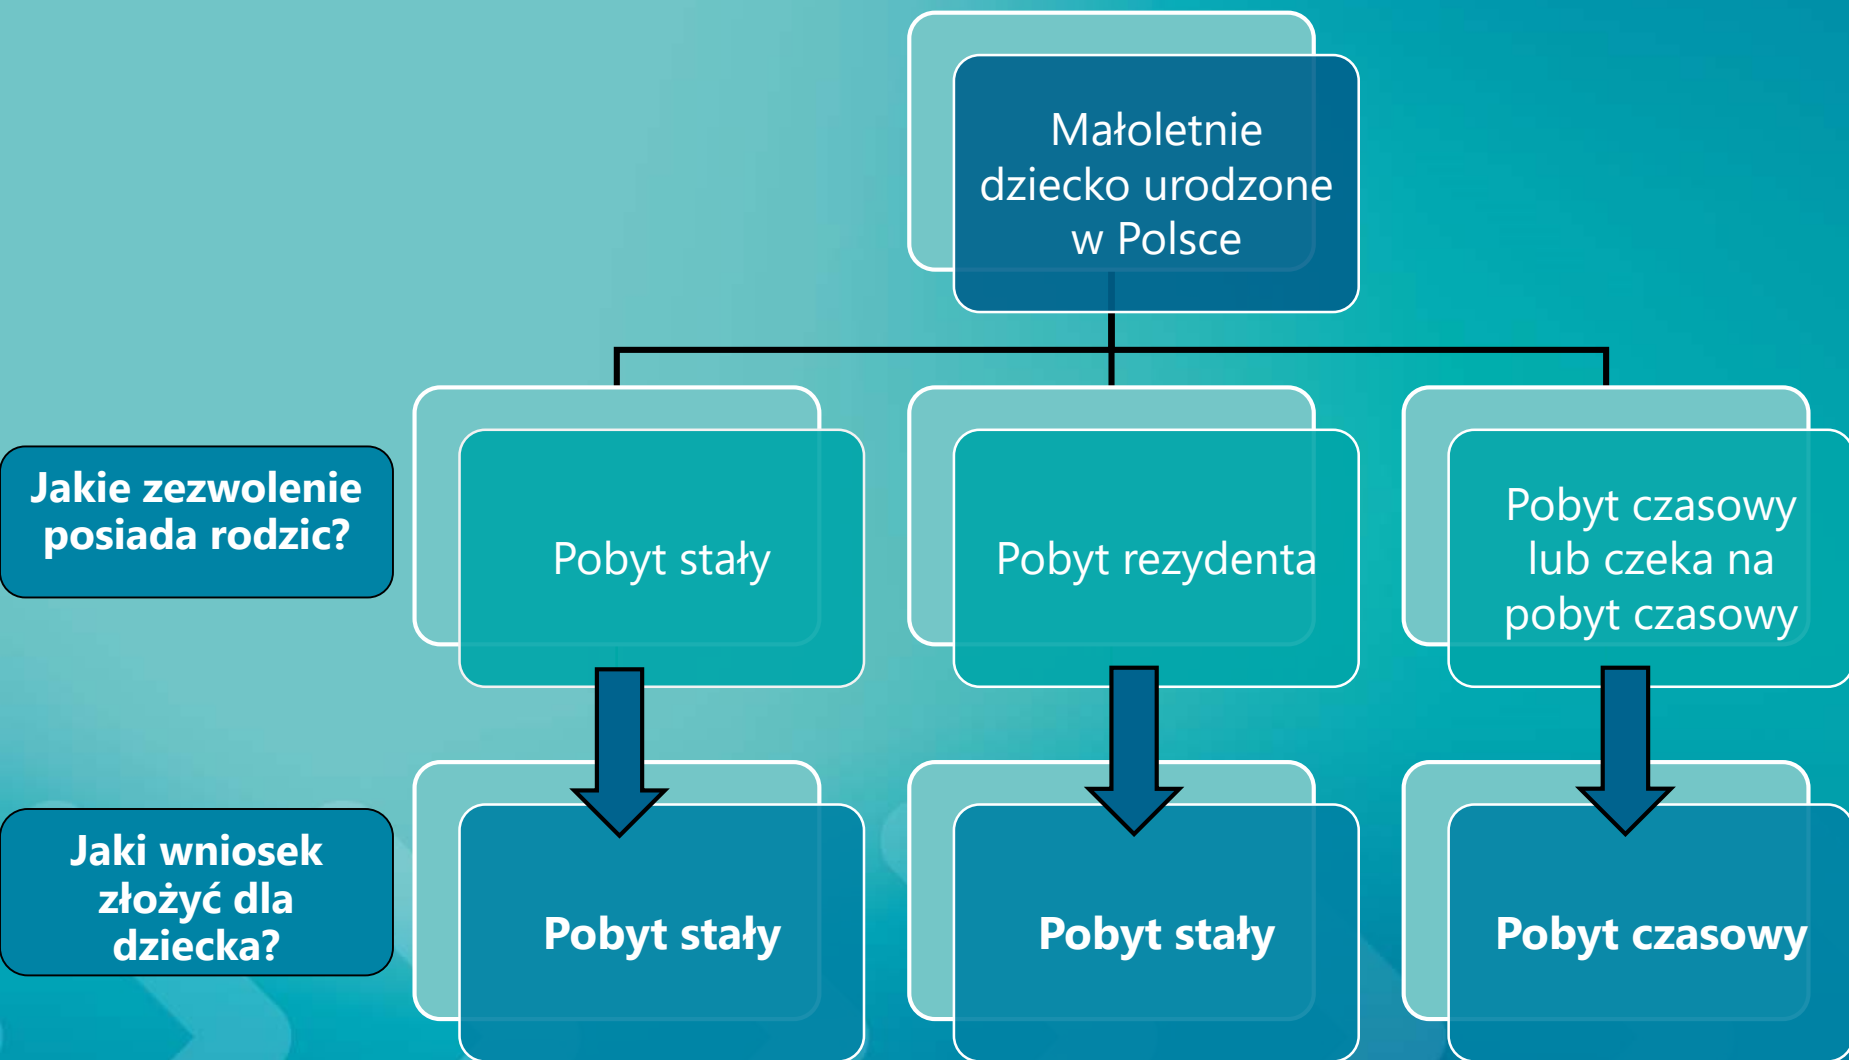 Małoletnie
dziecko urodzone
w Polsce
Jakie zezwolenie
posiada rodzic?
Pobyt stały
Pobyt rezydenta
Pobyt czasowy
lub czeka na
pobyt czasowy
Jaki wniosek
złożyć dla
dziecka?
Pobyt stały
Pobyt stały
Pobyt czasowy